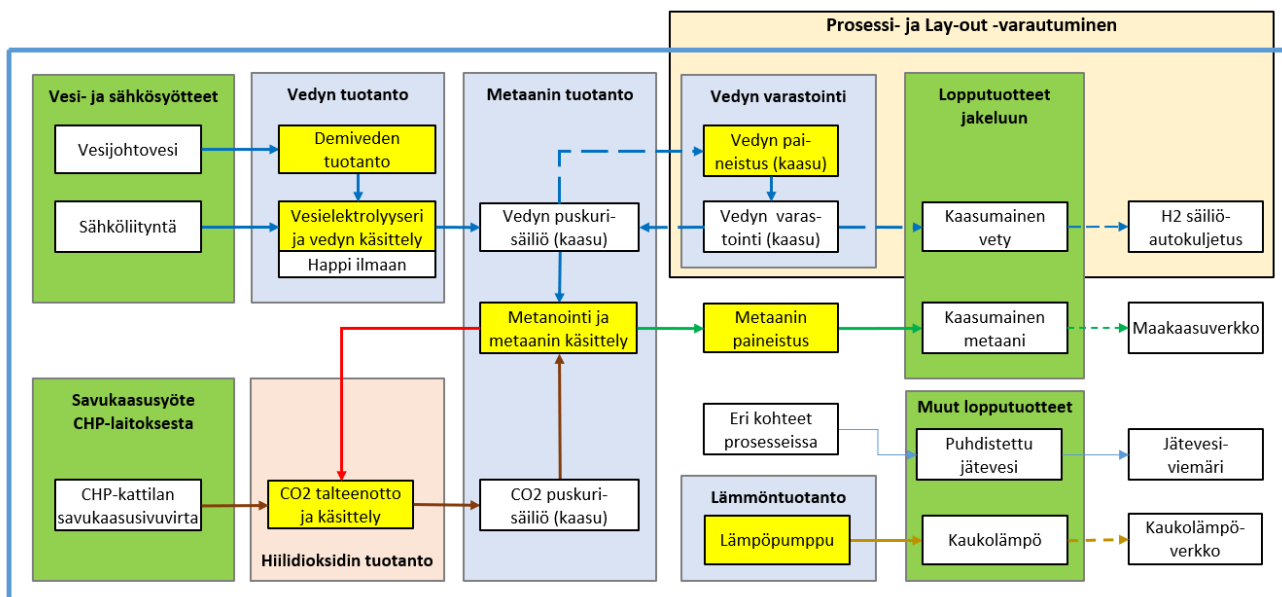 Prosessi- ja Lay-out -varautuminen
Vesi- ja sähkösyötteet
Vesijohtovesi
Sähköliityntä
Vedyn tuotanto
Demiveden
tuotanto
Vesielektrolyyseri
ja vedyn käsittely
Happi ilmaan
Metaanin tuotanto
Vedyn puskuri-
säiliö (kaasu)
Metanointi ja
metaanin käsittely
CO2 puskuri-
säiliö (kaasu)
Vedyn varastointi
Vedyn pai-
neistus (kaasu)
Vedyn varas-
tointi (kaasu)
Metaanin
paineistus
Lopputuotteet
jakeluun
Kaasumainen
vety
Kaasumainen
metaani
H2 säiliö-
autokuljetus
Maakaasuverkko
Savukaasusyöte
CHP-laitoksesta
CHP-kattilan
savukaasusivuvirta
CO2 talteenotto
ja käsittely
Hiilidioksidin tuotanto
Eri kohteet
prosesseissa
Lämmöntuotanto
Lämpöpumppu
Muut lopputuotteet
Puhdistettu
jätevesi
Kaukolämpö
Jätevesi-
viemäri
Kaukolämpö-
verkko